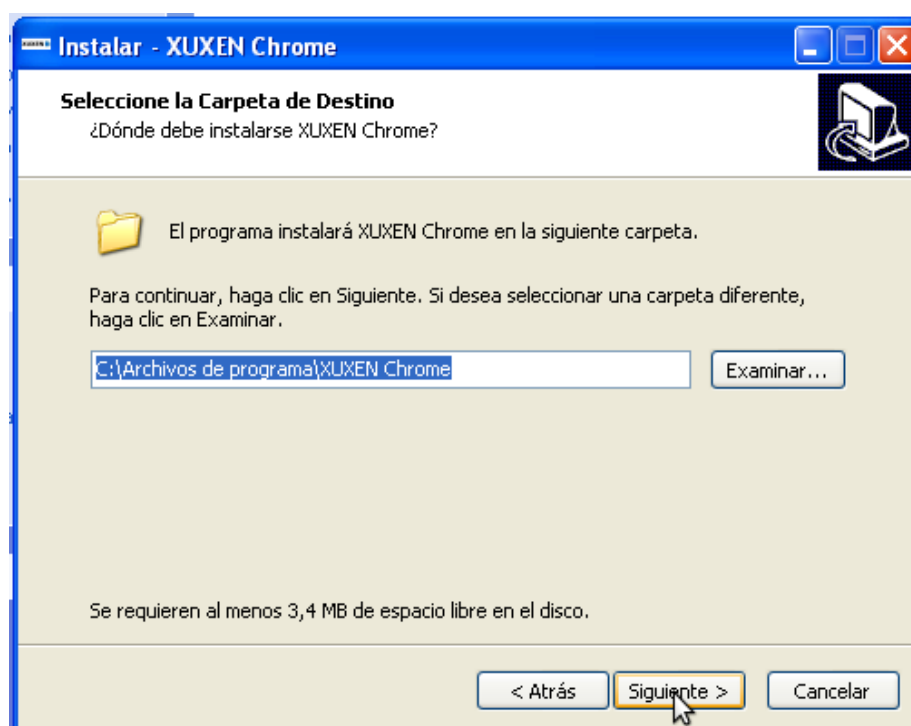 Instalar - XUXEN Chrome
Seleccione la Carpeta de Destino
¿Dónde debe instalarse XUXEN Chrome?
El programa instalará XUXEN Chrome en la siguiente carpeta.
Para continuar, haga clic en Siguiente. Si desea seleccionar una carpeta diferente,
haga clic en Examinar.
C:\Archivos de programa\XUXEN Chrome
Examinar...
Se requieren al menos 3,4 MB de espacio libre en el disco.
< Atrás
Siguiente >
Cancelar